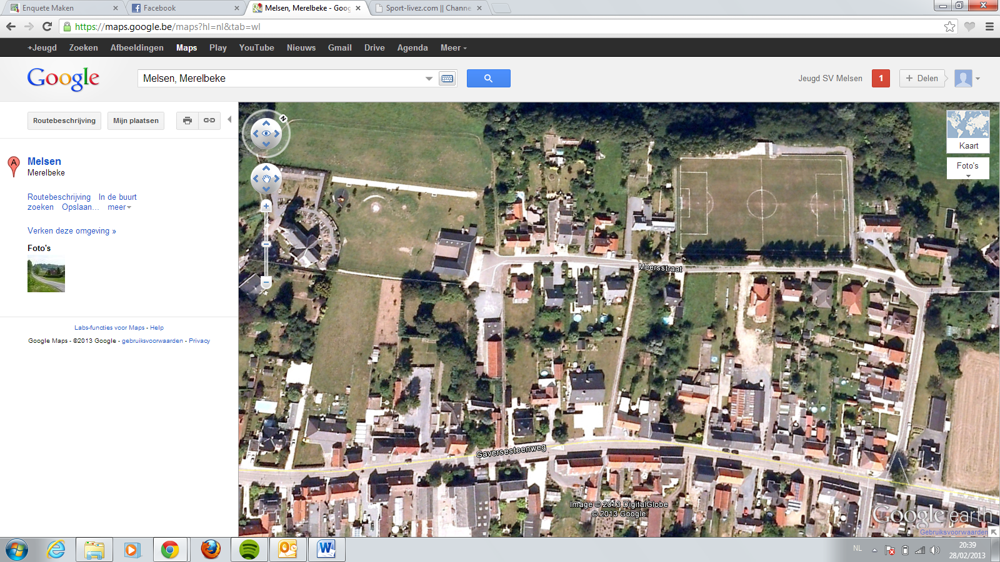 Enquete Maken
Facebook
Melsen, Merelbeke - Goog
Sport-livez.com || Channe
https://maps.google.be/maps?hl=nl&tab=wl
+Jeugd Zoeken Afbeeldingen Maps Play YouTube Nieuws Gmail Drive Agenda Meer
Google
Melsen, Merelbeke
Jeugd SV Melsen
1
+ Delen
Routebeschrijving
Mijn plaatsen
N
Kaart
Foto's
A
Melsen
Merelbeke
Routebeschrijving In de buurt
zoeken Opslaan... meer
Verken deze omgeving »
Foto's
Labs-functies voor Maps - Help
Google Maps - ©2013 Google - gebruiksvoorwaarden - Privacy
Meersstraat
Gaversesteenweg
Image © 2013 DigitalGlobe
© 2013 Google
Google earth
Gebruiksvoorwaarden
NL
20:39
28/02/2013